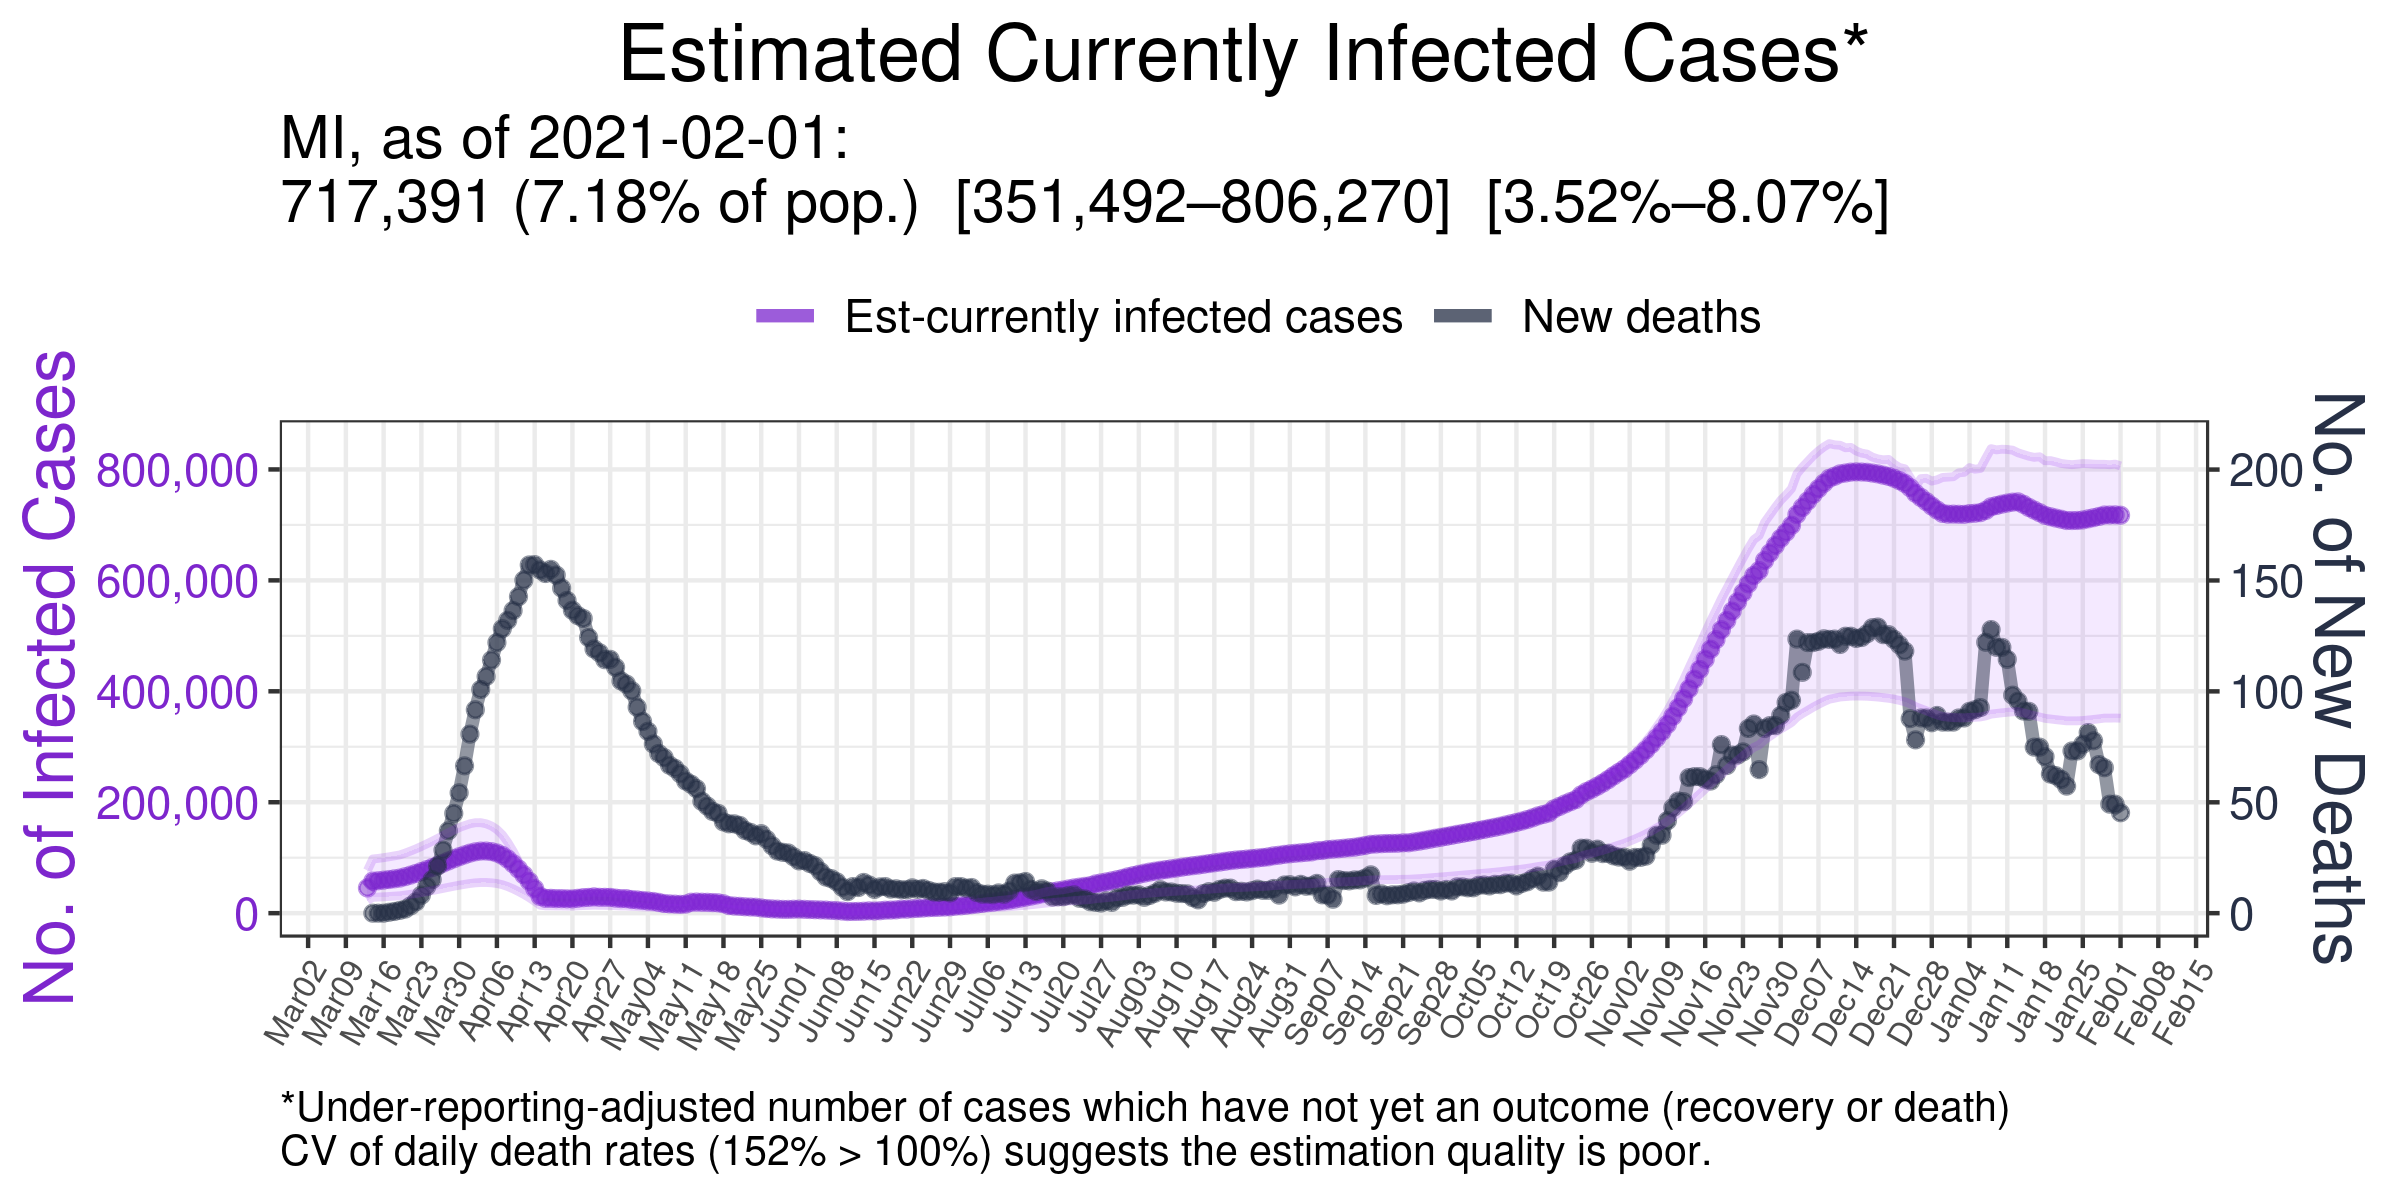 Estimated Currently Infected Cases*
MI, as of 2021-02-01:
717,391 (7.18% of pop.)  [351,492–806,270]  [3.52%–8.07%]
Est-currently infected cases
New deaths
No. of Infected Cases
800,000
600,000
400,000
200,000
0
200
150
100
50
0
No. of New Deaths
Mar02
Mar09
Mar16
Mar23
Mar30
Apr06
Apr13
Apr20
Apr27
May04
May11
May18
May25
Jun01
Jun08
Jun15
Jun22
Jun29
Jul06
Jul13
Jul20
Jul27
Aug03
Aug10
Aug17
Aug24
Aug31
Sep07
Sep14
Sep21
Sep28
Oct05
Oct12
Oct19
Oct26
Nov02
Nov09
Nov16
Nov23
Nov30
Dec07
Dec14
Dec21
Dec28
Jan04
Jan11
Jan18
Jan25
Feb01
Feb08
Feb15
*Under-reporting-adjusted number of cases which have not yet an outcome (recovery or death)
CV of daily death rates (152% > 100%) suggests the estimation quality is poor.